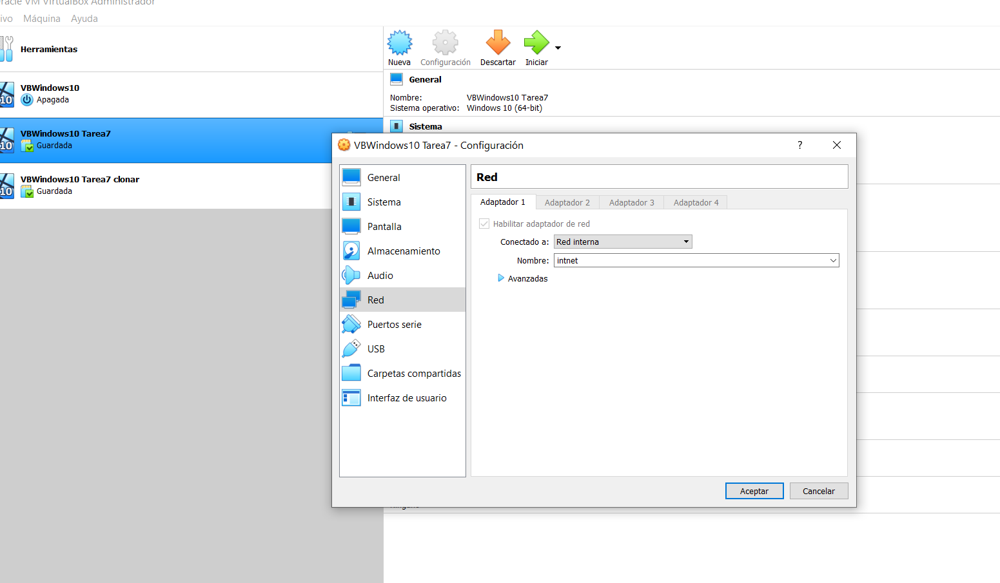 racle VM VirtualBox Administrador
ivo Máquina Ayuda
Herramientas
Nueva Configuración Descartar Iniciar
VBWindows10
Apagada
VBWindows10 Tarea7
Guardada
VBWindows10 Tarea7 clonar
Guardada
10
10
10
General
Nombre: VBWindows10 Tarea7
Sistema operativo: Windows 10 (64-bit)
Sistema
VBWindows10 Tarea7 - Configuración ?
General
Sistema
Pantalla
Almacenamiento
Audio
Red
Puertos serie
USB
Carpetas compartidas
Interfaz de usuario
Red
Adaptador 1 Adaptador 2 Adaptador 3 Adaptador 4
Habilitar adaptador de red
Conectado a: Red interna
Nombre: intnet
Avanzadas
Aceptar Cancelar